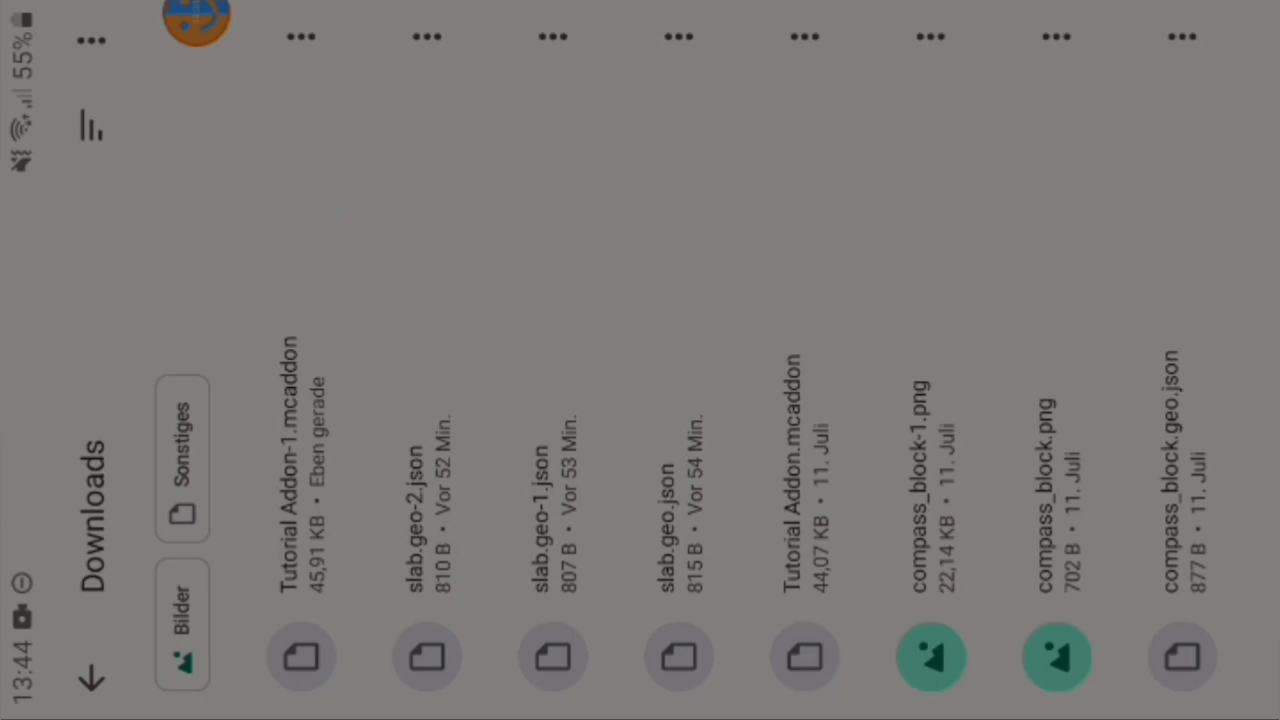 13:44
55%
Downloads
Bilder
Sonstiges
Tutorial Addon-1.mcaddon
45,91 KB • Eben gerade
slab.geo-2.json
810 B • Vor 52 Min.
slab.geo-1.json
807 B • Vor 53 Min.
slab.geo.json
815 B • Vor 54 Min.
Tutorial Addon.mcaddon
44,07 KB • 11. Juli
compass_block-1.png
22,14 KB • 11. Juli
compass_block.png
702 B • 11. Juli
compass_block.geo.json
877 B • 11. Juli